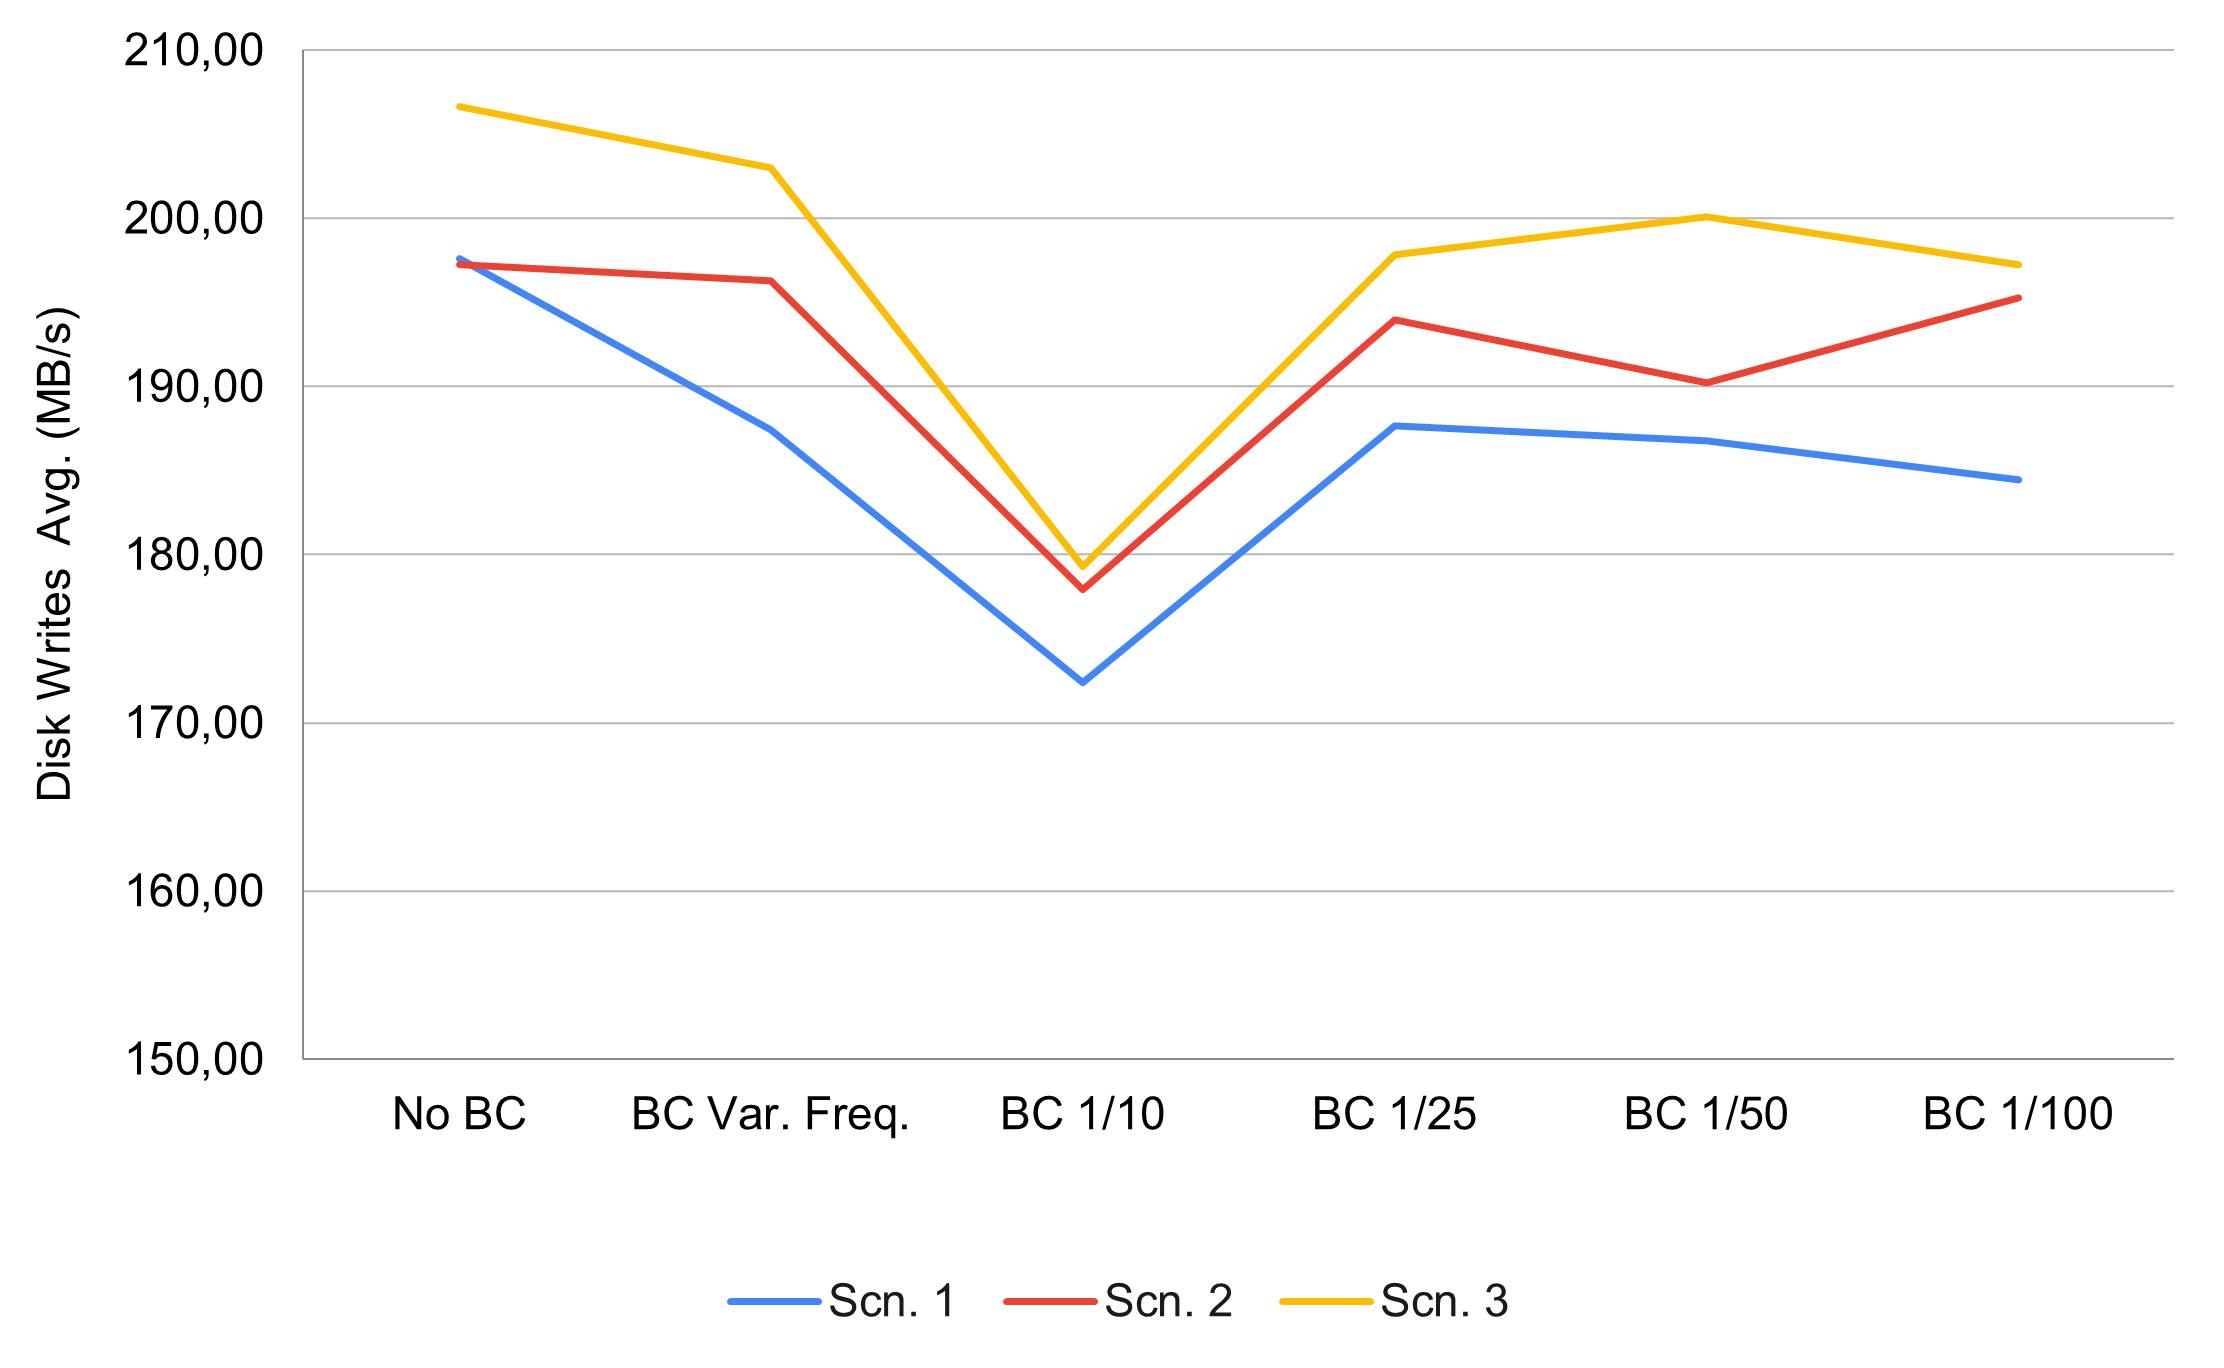 210,00
200,00
190,00
180,00
170,00
160,00
150,00
Disk Writes  Avg. (MB/s)
No BC
BC Var. Freq.
BC 1/10
BC 1/25
BC 1/50
BC 1/100
Scn. 1
Scn. 2
Scn. 3